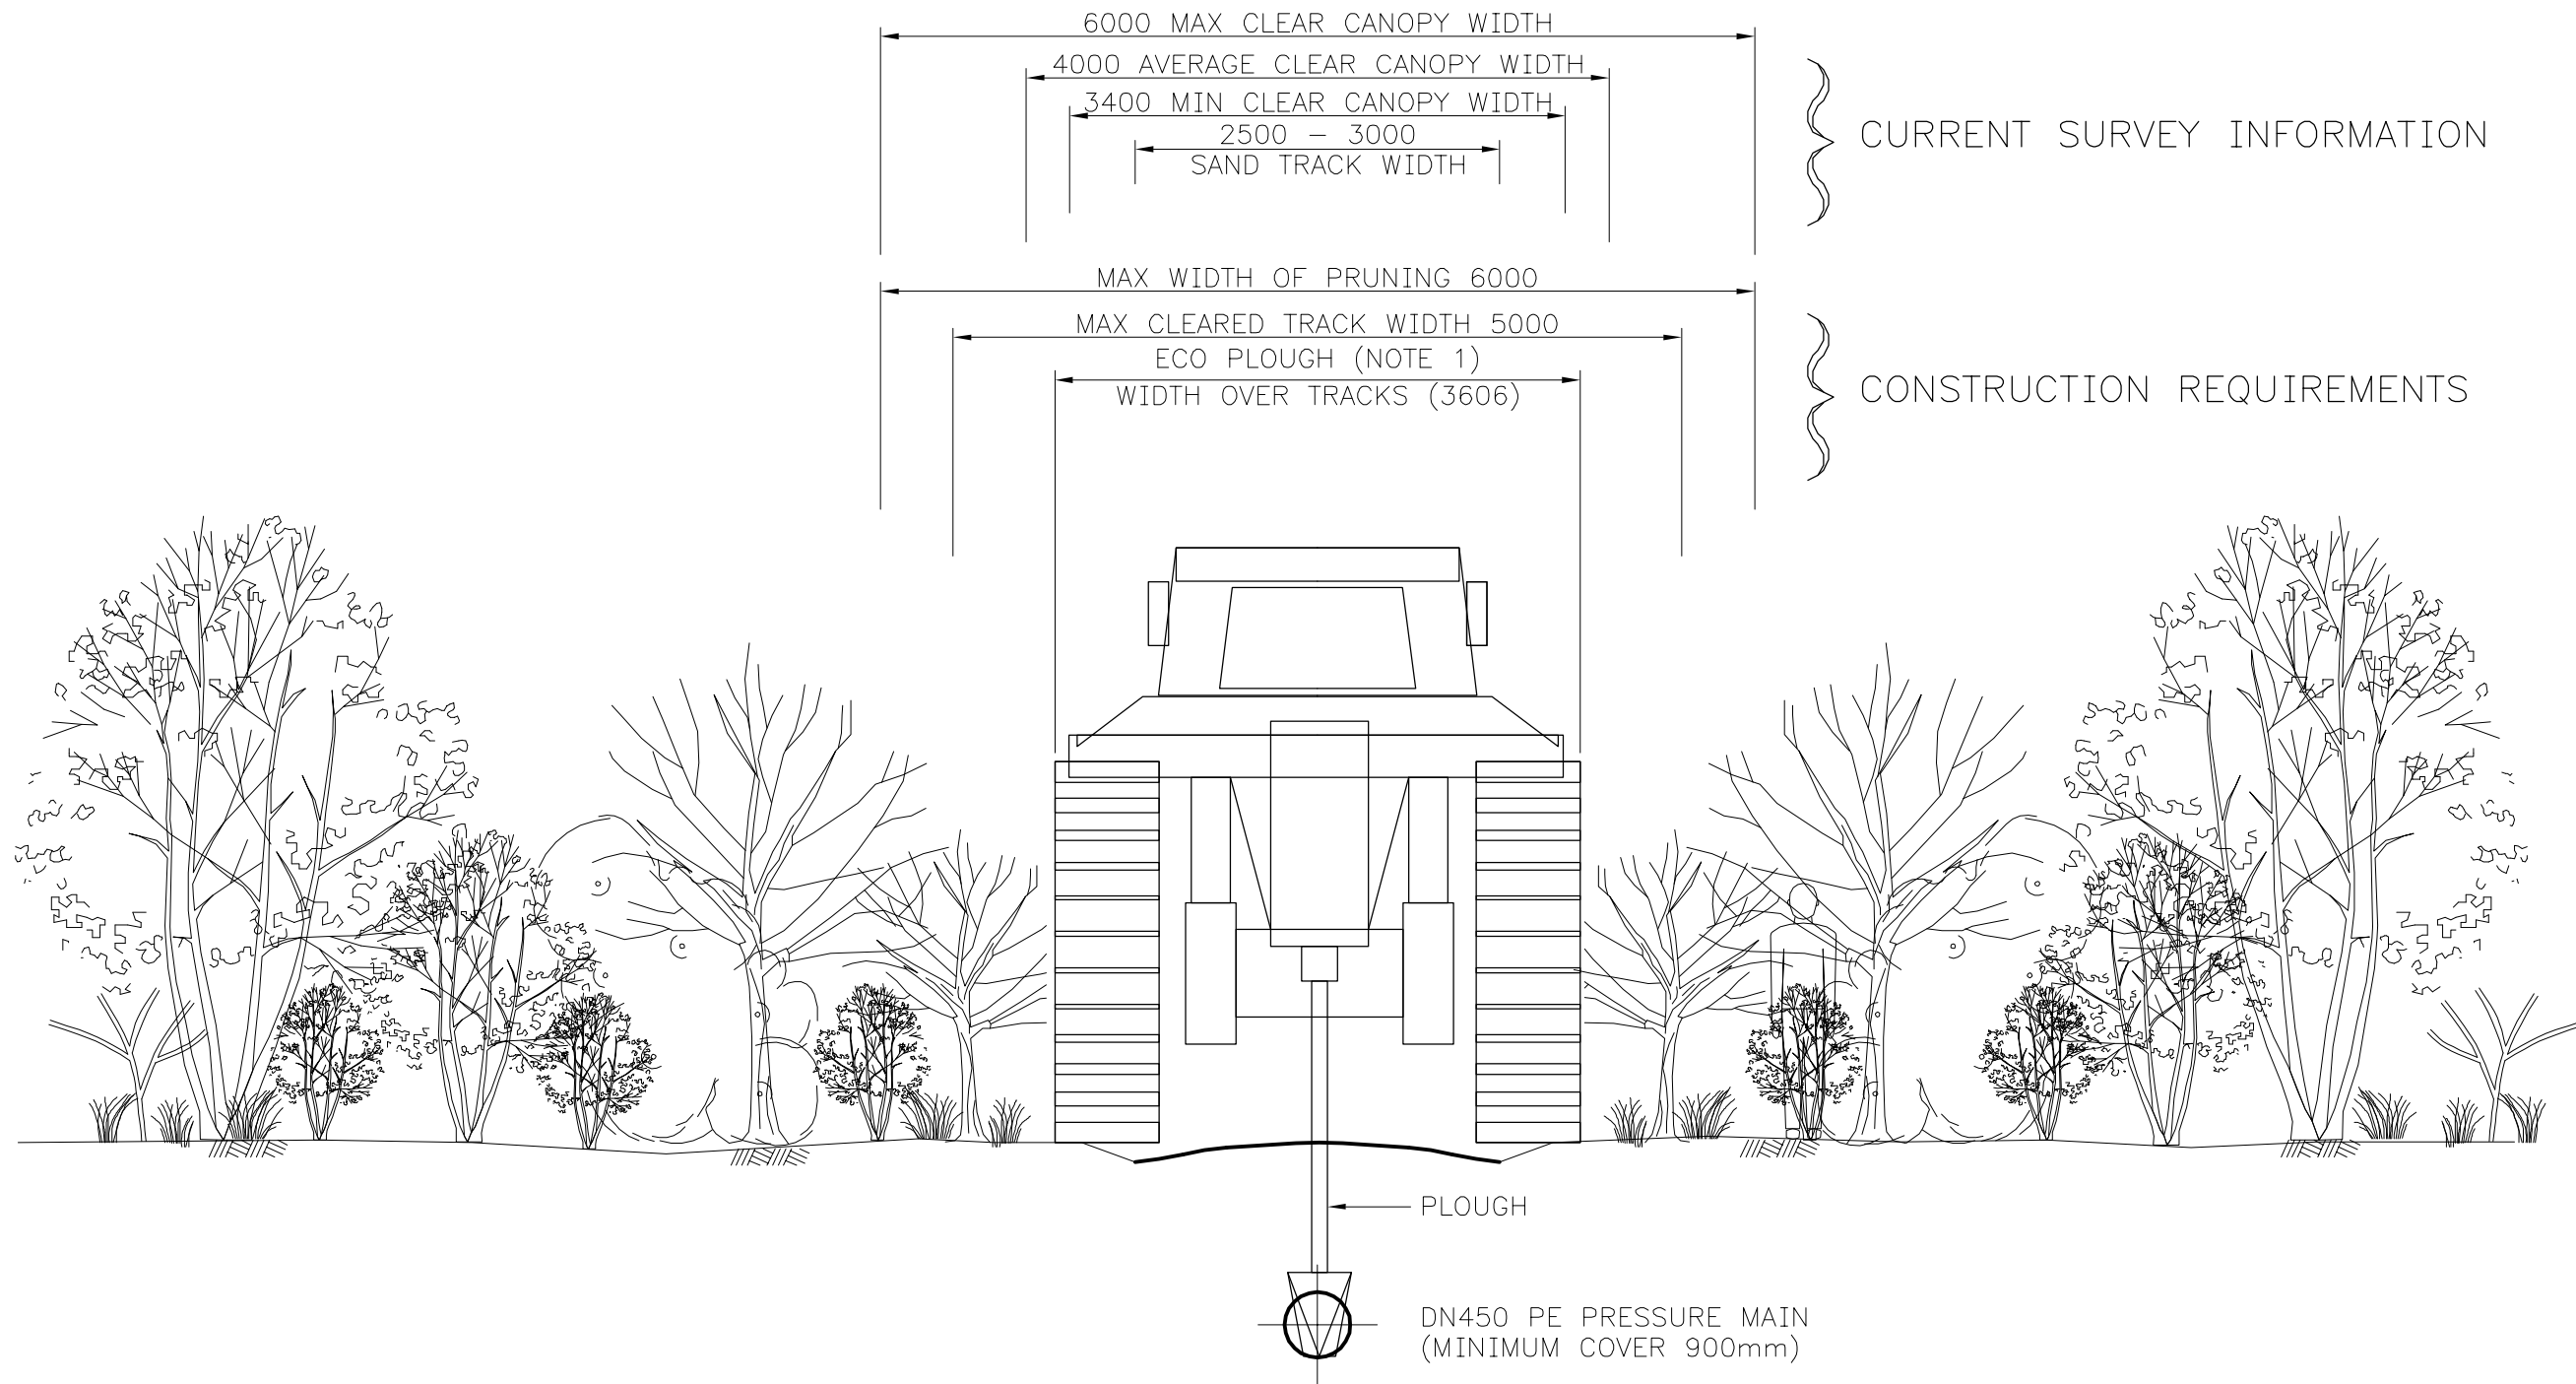 6000 MAX CLEAR CANOPY WIDTH
4000 AVERAGE CLEAR CANOPY WIDTH
3400 MIN CLEAR CANOPY WIDTH
2500 – 3000
SAND TRACK WIDTH
CURRENT SURVEY INFORMATION
MAX WIDTH OF PRUNING 6000
MAX CLEARED TRACK WIDTH 5000
ECO PLOUGH (NOTE 1)
WIDTH OVER TRACKS (3606)
CONSTRUCTION REQUIREMENTS
PLOUGH
DN450 PE PRESSURE MAIN
(MINIMUM COVER 900mm)